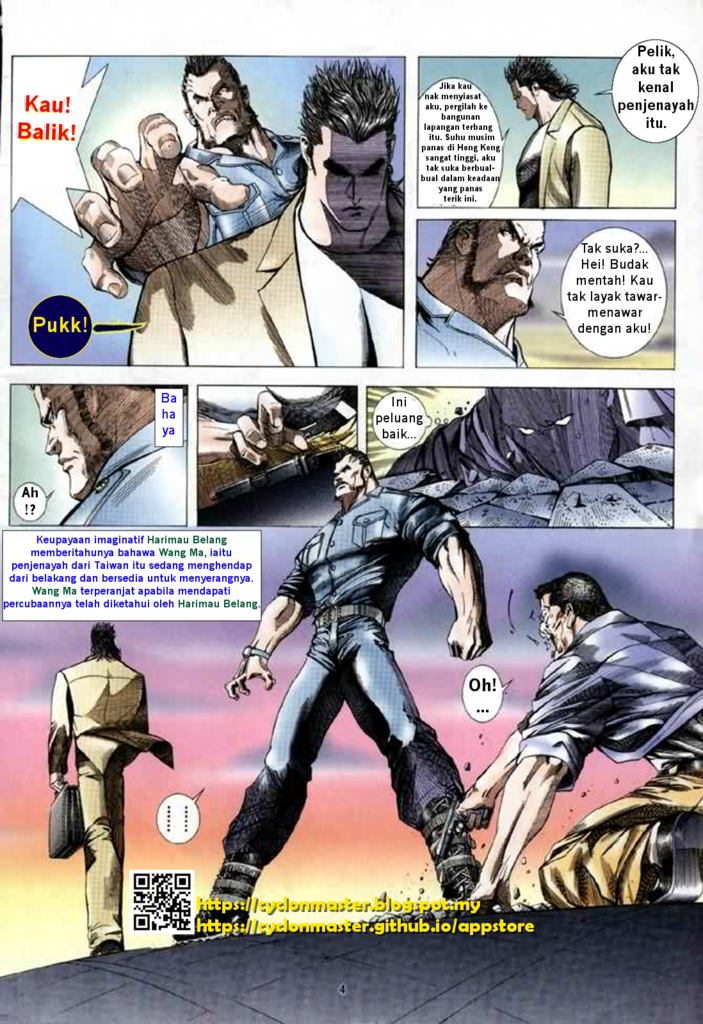 Kau!
Balik!
Pukk!
Jika kau
nak menyiasat
aku, pergilah ke
bangunan
lapangan terbang
itu. Suhu musim
panas di Hong Kong
sangat tinggi, aku
tak suka berbual-
bual dalam keadaan
yang panas
terik ini.
Pelik,
aku tak
kenal
penjenayah
itu.
Tak suka?...
Hei! Budak
mentah! Kau
tak layak tawar-
menawar
dengan aku!
Ba
ha
ya
Ah
!?
Ini
peluang
baik...
Keupayaan imaginatif Harimau Belang
memberitahunya bahawa Wang Ma, iaitu
penjenayah dari Taiwan itu sedang menghendap
dari belakang dan bersedia untuk menyerangnya.
Wang Ma terperanjat apabila mendapati
percubaannya telah diketahui oleh Harimau Belang.
Oh!
...
https://cyclonmaster.blogspot.my
https://cyclonmaster.github.io/appstore
4